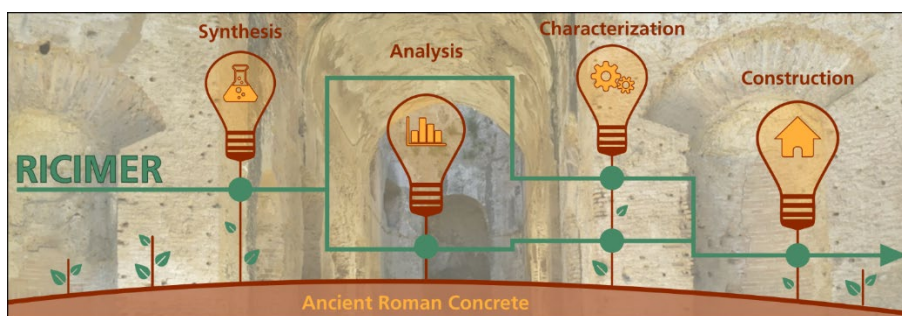 Synthesis
Analysis
Characterization
Construction
RICIMER
Ancient Roman Concrete